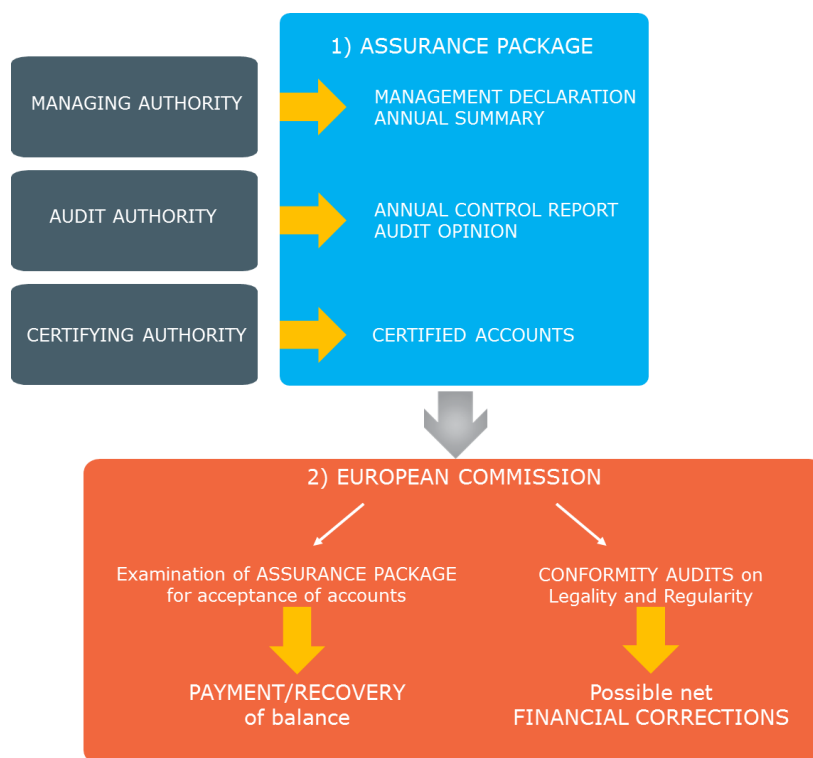 1) ASSURANCE PACKAGE
MANAGING AUTHORITY
MANAGEMENT DECLARATION
ANNUAL SUMMARY
AUDIT AUTHORITY
ANNUAL CONTROL REPORT
AUDIT OPINION
CERTIFYING AUTHORITY
CERTIFIED ACCOUNTS
2) EUROPEAN COMMISSION
Examination of ASSURANCE PACKAGE
for acceptance of accounts
CONFORMITY AUDITS on
Legality and Regularity
PAYMENT/RECOVERY
of balance
Possible net
FINANCIAL CORRECTIONS